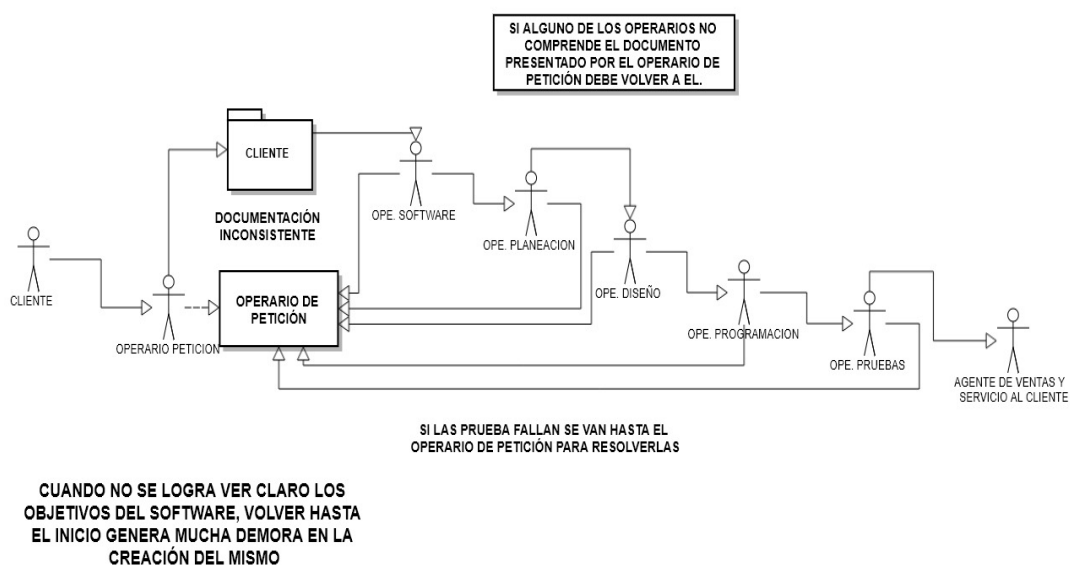 SI ALGUNO DE LOS OPERARIOS NO
COMPRENDE EL DOCUMENTO
PRESENTADO POR EL OPERARIO DE
PETICIÓN DEBE VOLVER A EL.
CLIENTE
OPE. SOFTWARE
DOCUMENTACIÓN
INCONSISTENTE
OPE. PLANEACION
CLIENTE
OPERARIO PETICION
OPERARIO DE
PETICIÓN
OPE. DISEÑO
OPE. PROGRAMACION
OPE. PRUEBAS
AGENTE DE VENTAS Y
SERVICIO AL CLIENTE
SI LAS PRUEBA FALLAN SE VAN HASTA EL
OPERARIO DE PETICIÓN PARA RESOLVERLAS
CUANDO NO SE LOGRA VER CLARO LOS
OBJETIVOS DEL SOFTWARE, VOLVER HASTA
EL INICIO GENERA MUCHA DEMORA EN LA
CREACIÓN DEL MISMO